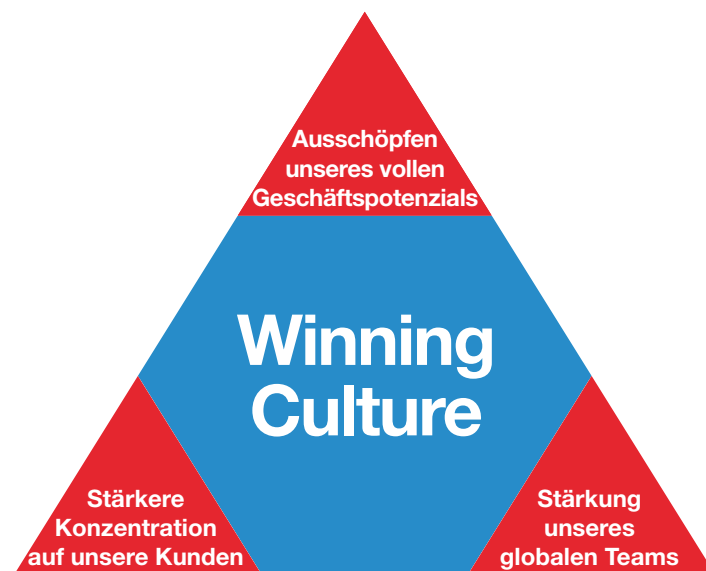 Ausschöpfen
unseres vollen
Geschäftspotenzials
Winning
Culture
Stärkere
Konzentration
auf unsere Kunden
Stärkung
unseres
globalen Teams